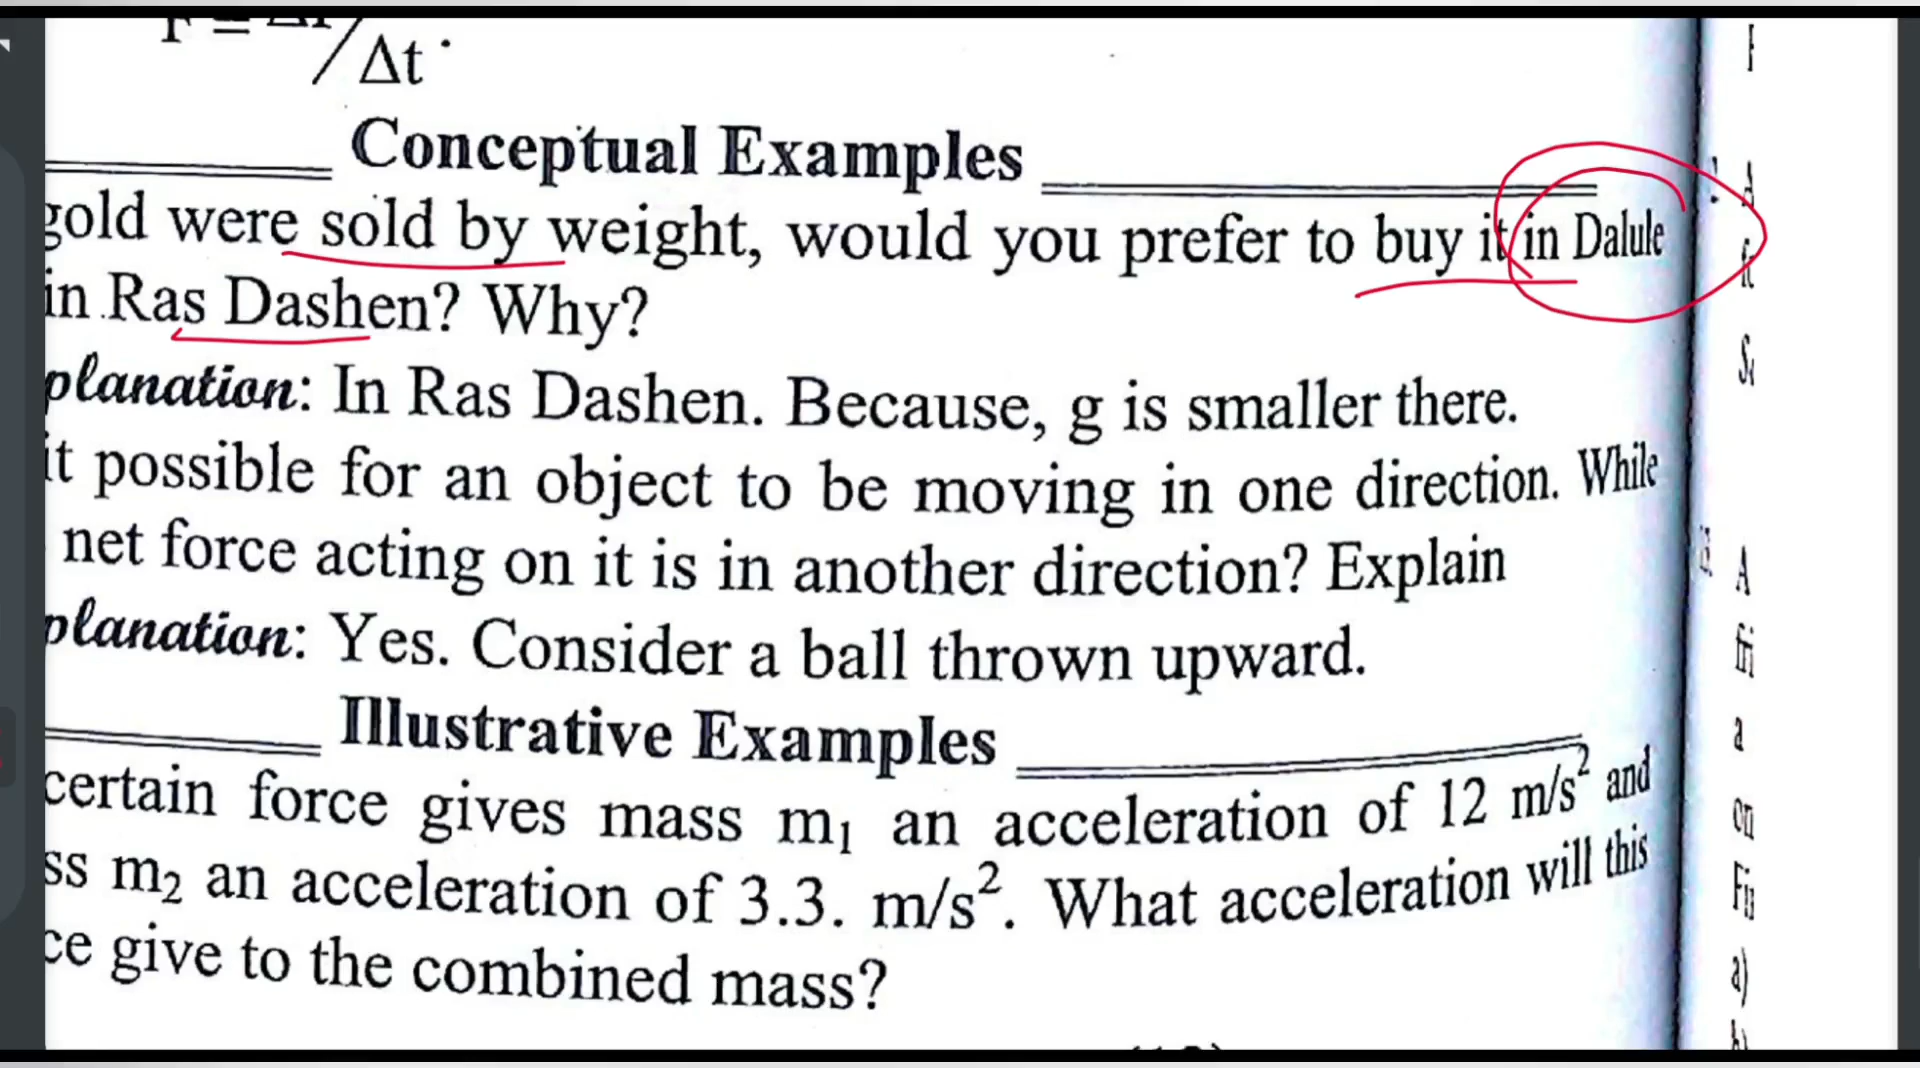 Δt.
Conceptual Examples
gold were sold by weight, would you prefer to buy it in Dalule
in Ras Dashen? Why?
planation: In Ras Dashen. Because, g is smaller there.
it possible for an object to be moving in one direction. While
net force acting on it is in another direction? Explain
planation: Yes. Consider a ball thrown upward.
Illustrative Examples
certain force gives mass m₁ an acceleration of 12 m/s² and
ss m₂ an acceleration of 3.3. m/s². What acceleration will this
ce give to the combined mass?
A
fri
a
on
a)